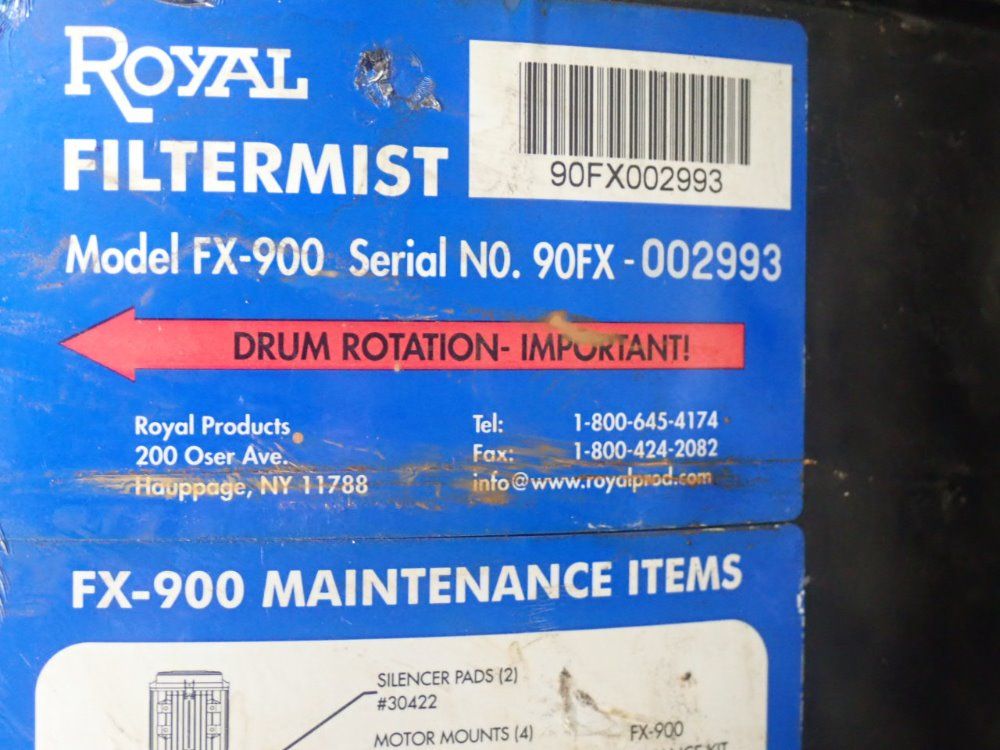 ROYAL
FILTERMIST
90FX002993
Model FX-900 Serial NO. 90FX - 002993
DRUM ROTATION- IMPORTANT!
Royal Products
200 Oser Ave.
Hauppage, NY 11788
Tel: 1-800-645-4174
Fax: 1-800-424-2082
info@www.royalprod.com
FX-900 MAINTENANCE ITEMS
SILENCER PADS (2)
#30422
MOTOR MOUNTS (4)
FX-900
KIT